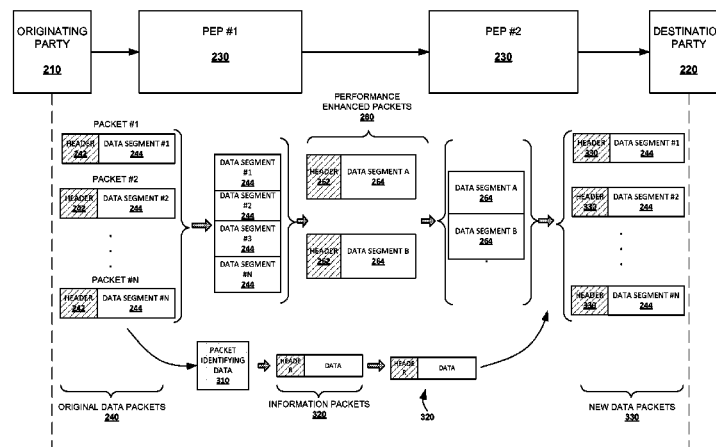 ORIGINATING
PARTY
210
PEP #1
230
PEP #2
230
DESTINATION
PARTY
220
PERFORMANCE
ENHANCED PACKETS
260
PACKET #1
HEADER
242
DATA SEGMENT #1
244
PACKET #2
HEADER
242
DATA SEGMENT #2
244
PACKET #N
HEADER
242
DATA SEGMENT #N
244
DATA SEGMENT
#1
244
DATA SEGMENT
#2
244
DATA SEGMENT
#3
244
DATA SEGMENT
#N
244
HEADER
262
DATA SEGMENT A
264
HEADER
262
DATA SEGMENT B
264
DATA SEGMENT A
264
DATA SEGMENT B
264
HEADER
330
DATA SEGMENT #1
244
HEADER
332
DATA SEGMENT #2
244
HEADER
330
DATA SEGMENT #N
244
PACKET
IDENTIFYING
DATA
310
HEADE
R
DATA
HEADE
R
DATA
ORIGINAL DATA PACKETS
240
INFORMATION PACKETS
320
320
NEW DATA PACKETS
330